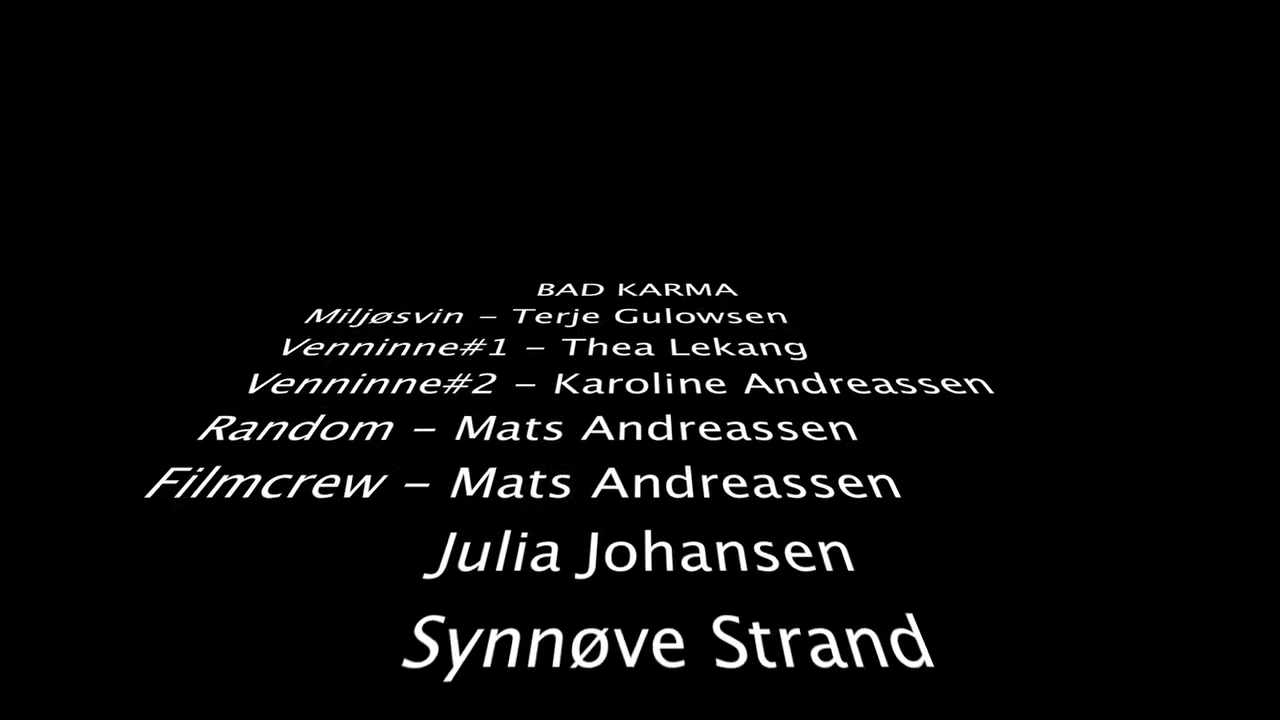 BAD KARMA
Miljøsvin – Terje Gulowsen
Venninne#1 – Thea Lekang
Venninne#2 – Karoline Andreassen
Random – Mats Andreassen
Filmcrew – Mats Andreassen
Julia Johansen
Synnøve Strand